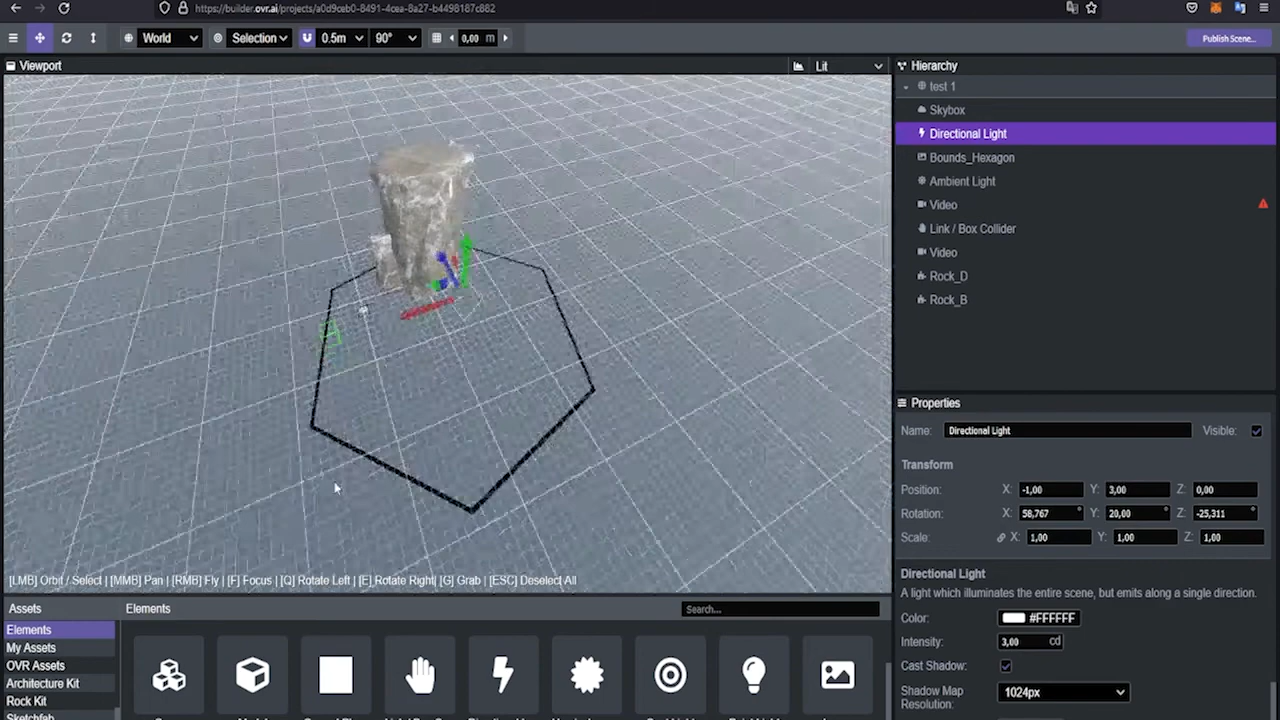 https://builder.ovr.ai/projects/a0d9ceb0-8491-4cea-8a27-b4498187c882
World
Selection
0.5m
90°
0,00 m
Publish Scene...
Viewport
Lit
Hierarchy
test 1
Skybox
Directional Light
Bounds_Hexagon
Ambient Light
Video
Link / Box Collider
Video
Rock_D
Rock_B
Properties
Name: Directional Light Visible:
Transform
Position: X: -1,00 Y: 3,00 Z: 0,00
Rotation: X: 58,767 ° Y: 20,00 ° Z: -25,311 °
Scale: X: 1,00 Y: 1,00 Z: 1,00
Directional Light
A light which illuminates the entire scene, but emits along a single direction.
Color: #FFFFFF
Intensity: 3,00 cd
Cast Shadow:
Shadow Map Resolution: 1024px
[LMB] Orbit / Select | [MMB] Pan | [RMB] Fly | [F] Focus | [Q] Rotate Left | [E] Rotate Right | [G] Grab | [ESC] Deselect All
Assets
Elements
Search...
Elements
My Assets
OVR Assets
Architecture Kit
Rock Kit
Sketchfab